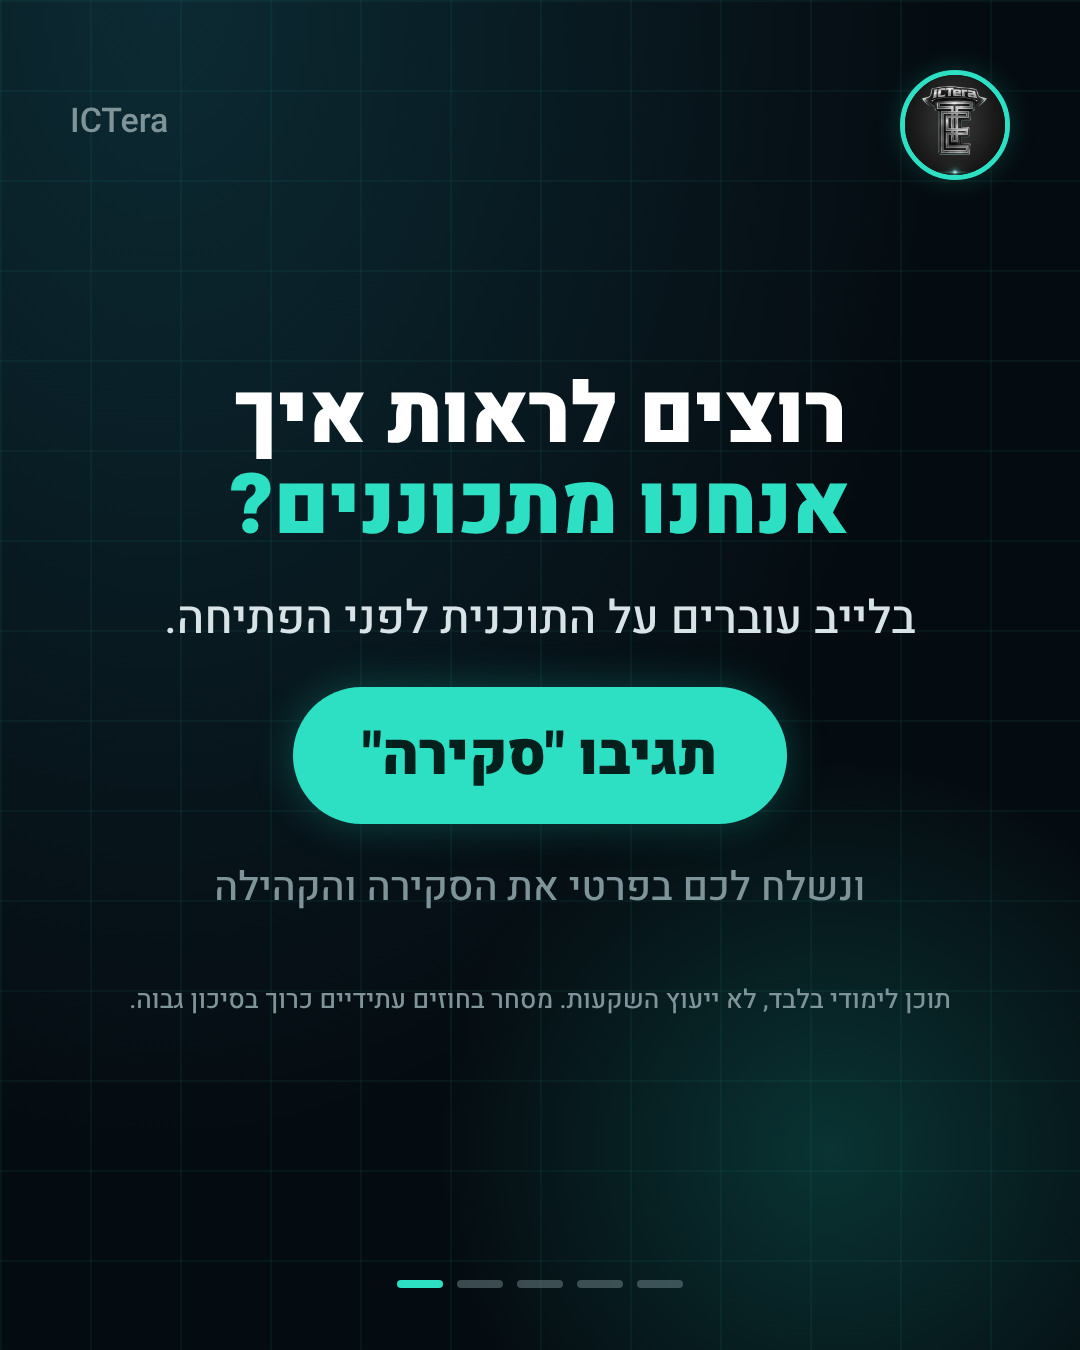 ICTera
ICTera
רוצים לראות איך
אנחנו מתכוננים?
בלייב עוברים על התוכנית לפני הפתיחה.
תגיבו "סקירה"
ונשלח לכם בפרטי את הסקירה והקהילה
תוכן לימודי בלבד, לא ייעוץ השקעות. מסחר בחוזים עתידיים כרוך בסיכון גבוה.